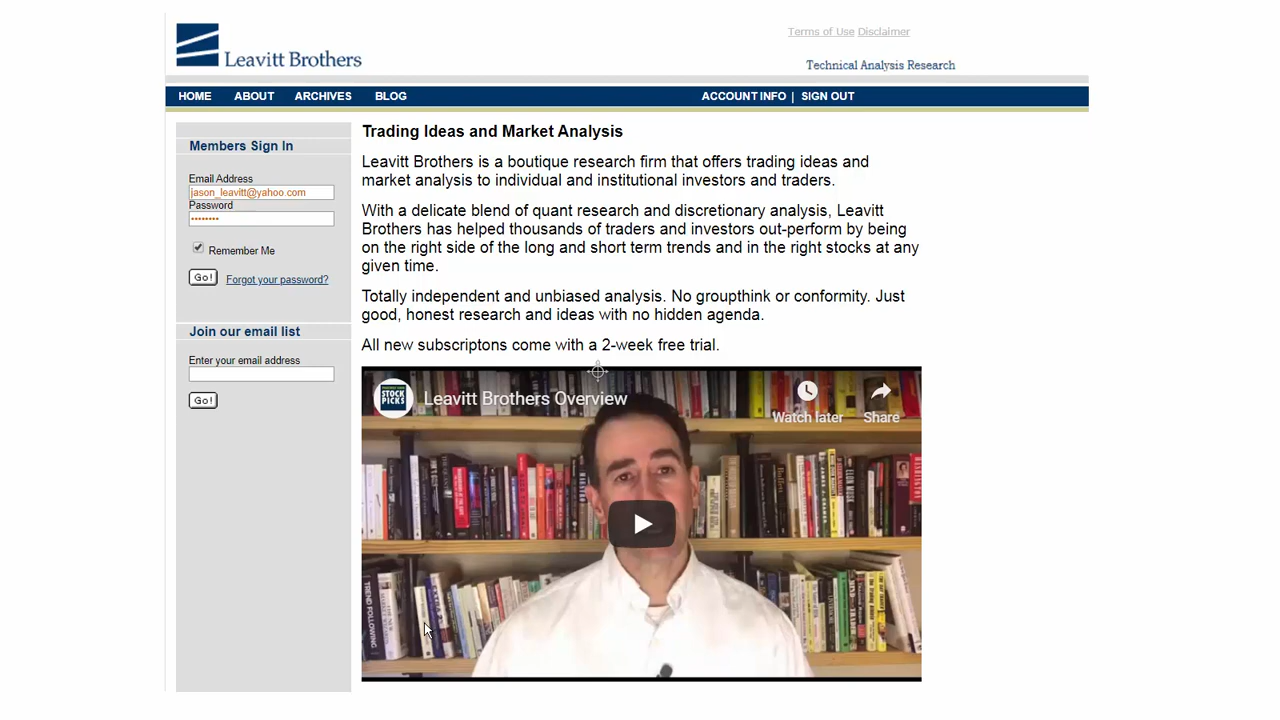 Leavitt Brothers
Terms of Use Disclaimer
Technical Analysis Research
HOME ABOUT ARCHIVES BLOG ACCOUNT INFO | SIGN OUT
Members Sign In
Email Address
jason_leavitt@yahoo.com
Password
••••••••
Remember Me
Go! Forgot your password?
Join our email list
Enter your email address
Go!
Trading Ideas and Market Analysis
Leavitt Brothers is a boutique research firm that offers trading ideas and
market analysis to individual and institutional investors and traders.
With a delicate blend of quant research and discretionary analysis, Leavitt
Brothers has helped thousands of traders and investors out-perform by being
on the right side of the long and short term trends and in the right stocks at any
given time.
Totally independent and unbiased analysis. No groupthink or conformity. Just
good, honest research and ideas with no hidden agenda.
All new subscriptons come with a 2-week free trial.
STOCK
PICKS
Leavitt Brothers Overview
Watch later Share
ELON MUSK
TREND FOLLOWING